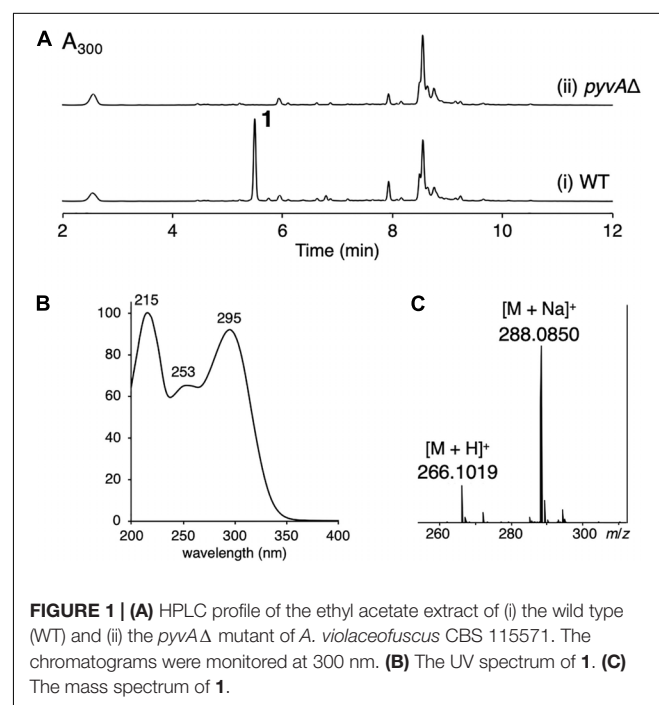 A A300
(ii) pyvAΔ
1
(i) WT
2 4 6 8 10 12
Time (min)
B
215
295
253
100
80
60
40
20
0
200 250 300 350 400
wavelength (nm)
C
[M + Na]+
288.0850
[M + H]+
266.1019
260 280 300 m/z
FIGURE 1 | (A) HPLC profile of the ethyl acetate extract of (i) the wild type
(WT) and (ii) the pyvAΔ mutant of A. violaceofuscus CBS 115571. The
chromatograms were monitored at 300 nm. (B) The UV spectrum of 1. (C)
The mass spectrum of 1.